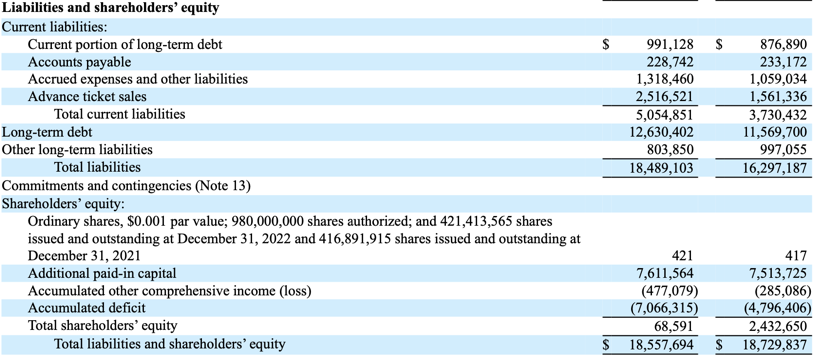 Liabilities and shareholders’ equity
Current liabilities:
Current portion of long-term debt $ 991,128 $ 876,890
Accounts payable 228,742 233,172
Accrued expenses and other liabilities 1,318,460 1,059,034
Advance ticket sales 2,516,521 1,561,336
Total current liabilities 5,054,851 3,730,432
Long-term debt 12,630,402 11,569,700
Other long-term liabilities 803,850 997,055
Total liabilities 18,489,103 16,297,187
Commitments and contingencies (Note 13)
Shareholders’ equity:
Ordinary shares, $0.001 par value; 980,000,000 shares authorized; and 421,413,565 shares
issued and outstanding at December 31, 2022 and 416,891,915 shares issued and outstanding at
December 31, 2021 421 417
Additional paid-in capital 7,611,564 7,513,725
Accumulated other comprehensive income (loss) (477,079) (285,086)
Accumulated deficit (7,066,315) (4,796,406)
Total shareholders’ equity 68,591 2,432,650
Total liabilities and shareholders’ equity $ 18,557,694 $ 18,729,837